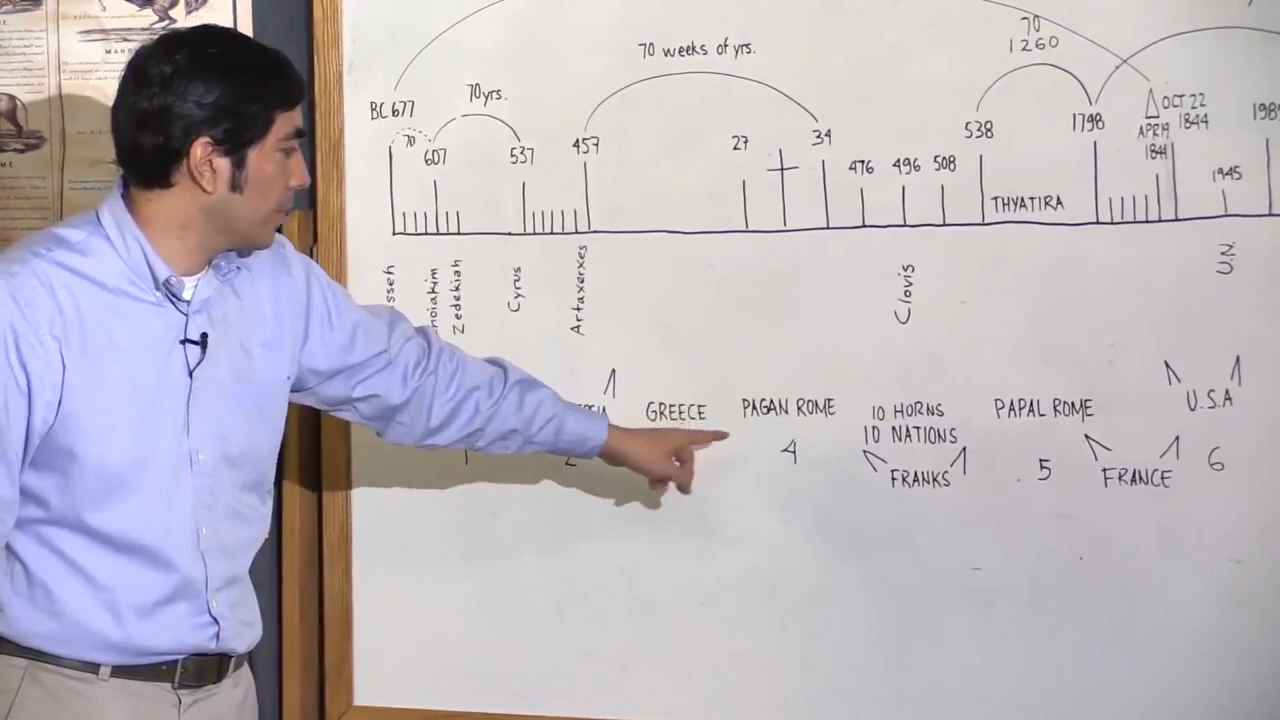 70
1260
70 weeks of yrs.
70yrs.
BC 677
70
607
537
457
27
34
476
496
508
538
1798
OCT 22
1844
APR 19
1844
1945
THYATIRA
Zedekiah
Cyrus
Artaxerxes
Clovis
U.N.
GREECE
PAGAN ROME
4
10 HORNS
10 NATIONS
FRANKS
PAPAL ROME
5
FRANCE
U.S.A
6